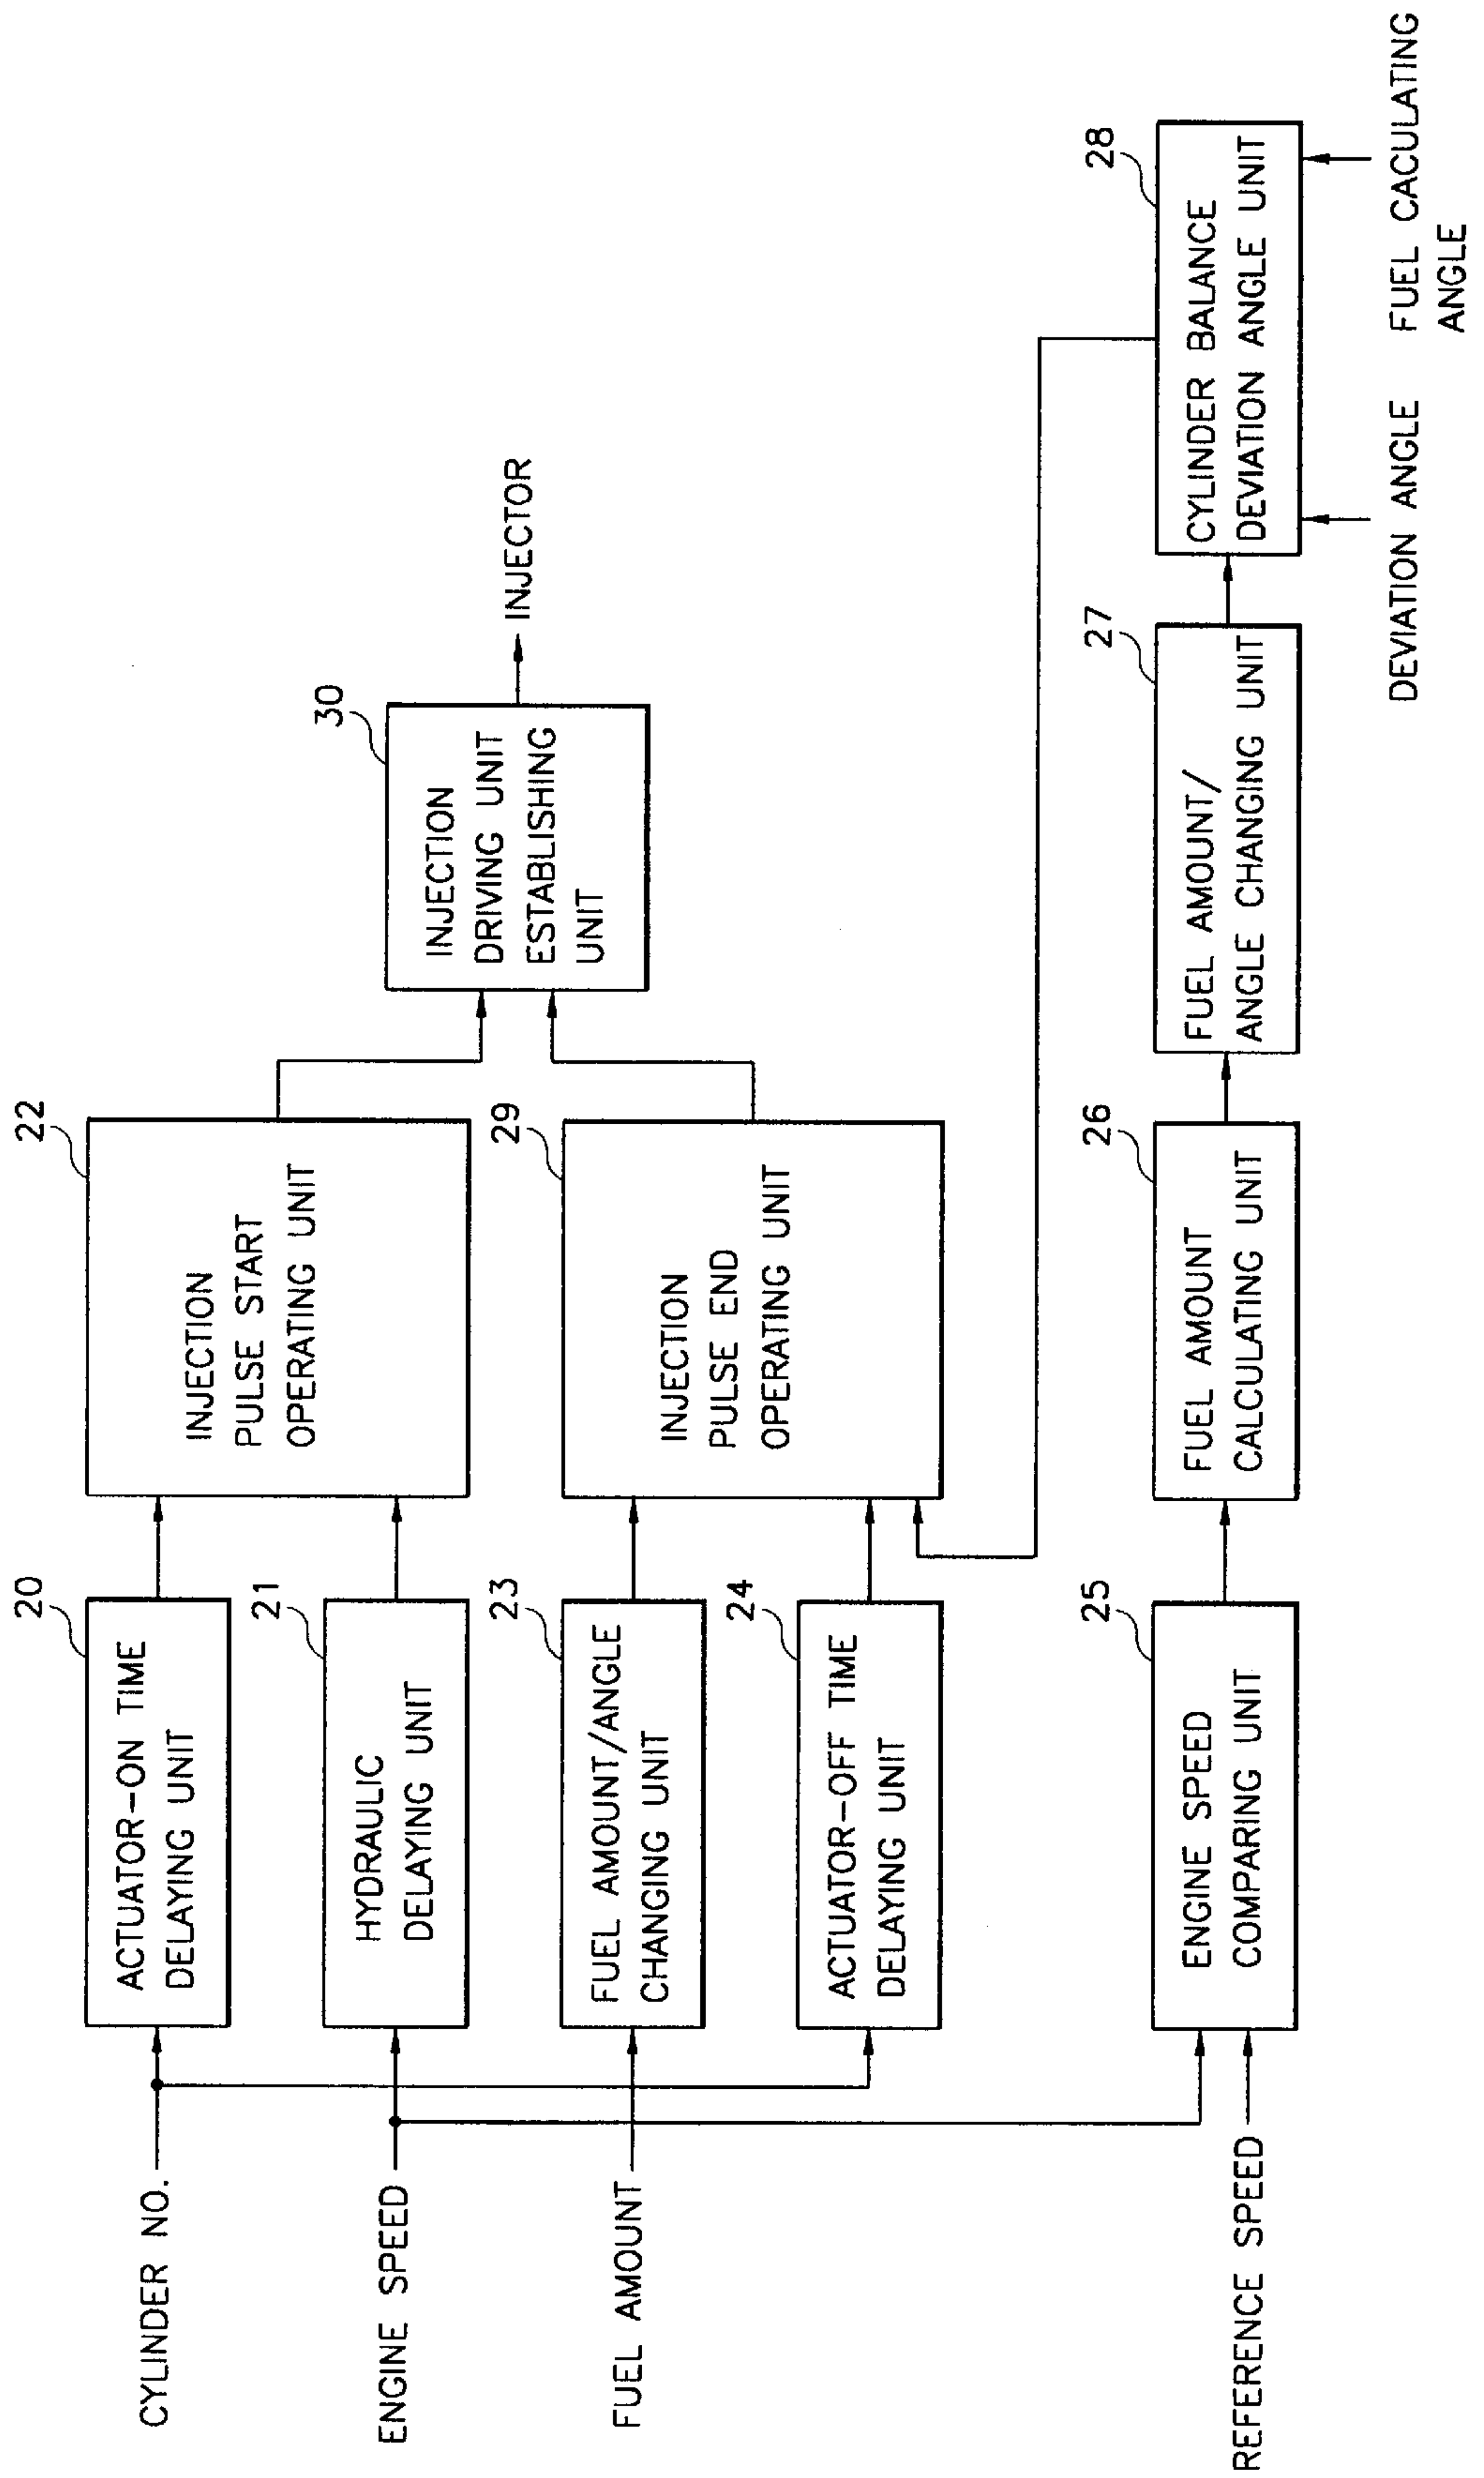 CYLINDER NO.
ENGINE SPEED
FUEL AMOUNT
REFERENCE SPEED
20
ACTUATOR-ON TIME
DELAYING UNIT
21
HYDRAULIC
DELAYING UNIT
23
FUEL AMOUNT/ANGLE
CHANGING UNIT
24
ACTUATOR-OFF TIME
DELAYING UNIT
25
ENGINE SPEED
COMPARING UNIT
22
INJECTION
PULSE START
OPERATING UNIT
29
INJECTION
PULSE END
OPERATING UNIT
26
FUEL AMOUNT
CALCULATING UNIT
30
INJECTION
DRIVING UNIT
ESTABLISHING
UNIT
INJECTOR
27
FUEL AMOUNT/
ANGLE CHANGING UNIT
28
CYLINDER BALANCE
DEVIATION ANGLE UNIT
DEVIATION ANGLE
FUEL CACULATING
ANGLE